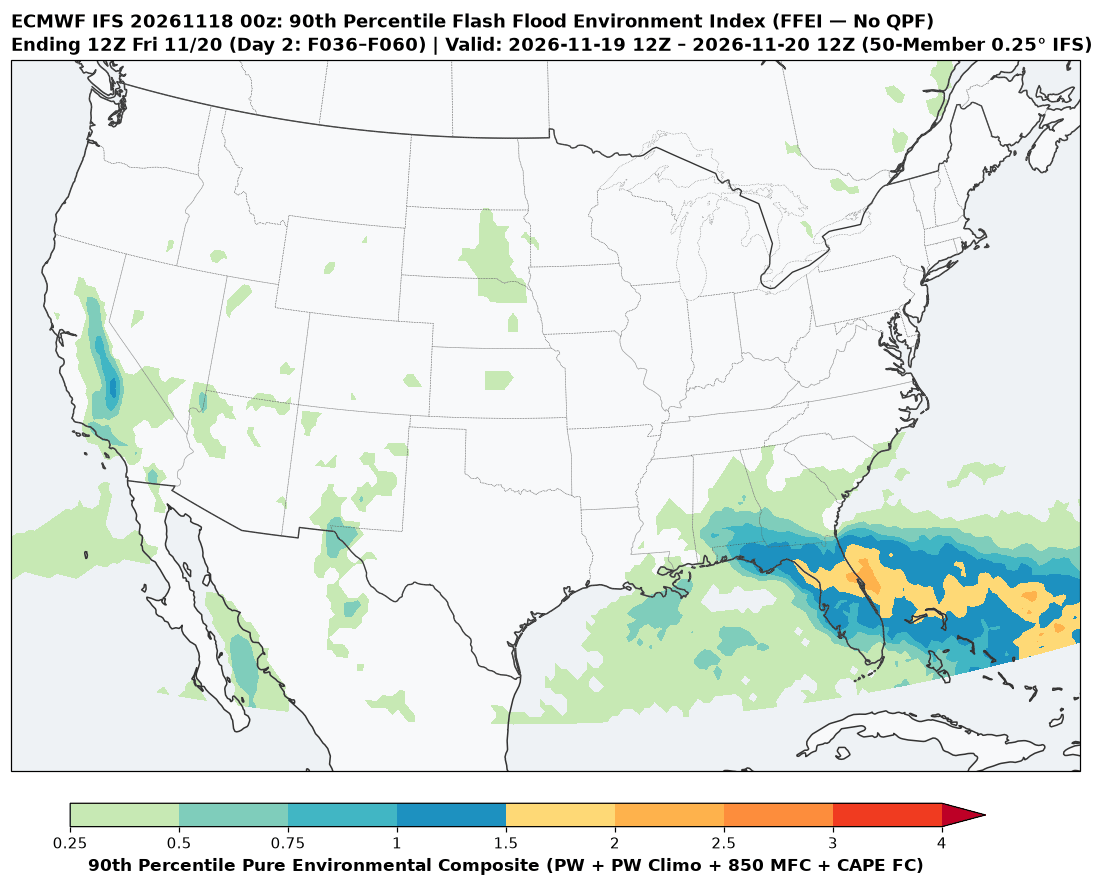 ECMWF IFS 20261118 00z: 90th Percentile Flash Flood Environment Index (FFEI — No QPF)
Ending 12Z Fri 11/20 (Day 2: F036–F060) | Valid: 2026-11-19 12Z – 2026-11-20 12Z (50-Member 0.25° IFS)
0.25 0.5 0.75 1 1.5 2 2.5 3 4
90th Percentile Pure Environmental Composite (PW + PW Climo + 850 MFC + CAPE FC)